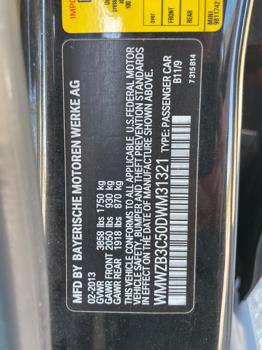 MFD BY BAYERISCHE MOTOREN WERKE AG
02-2013
GVWR 3858 lbs 1750 kg
GAWR FRONT 2050 lbs 930 kg
GAWR REAR 1918 lbs 870 kg
THIS VEHICLE CONFORMS TO ALL APPLICABLE U.S. FEDERAL MOTOR
VEHICLE SAFETY, BUMPER AND THEFT PREVENTION STANDARDS
IN EFFECT ON THE DATE OF MANUFACTURE SHOWN ABOVE.
WMWZB3C50DWM31321 TYPE: PASSENGER CAR
B11/9
7 315 814
MINI
9811742